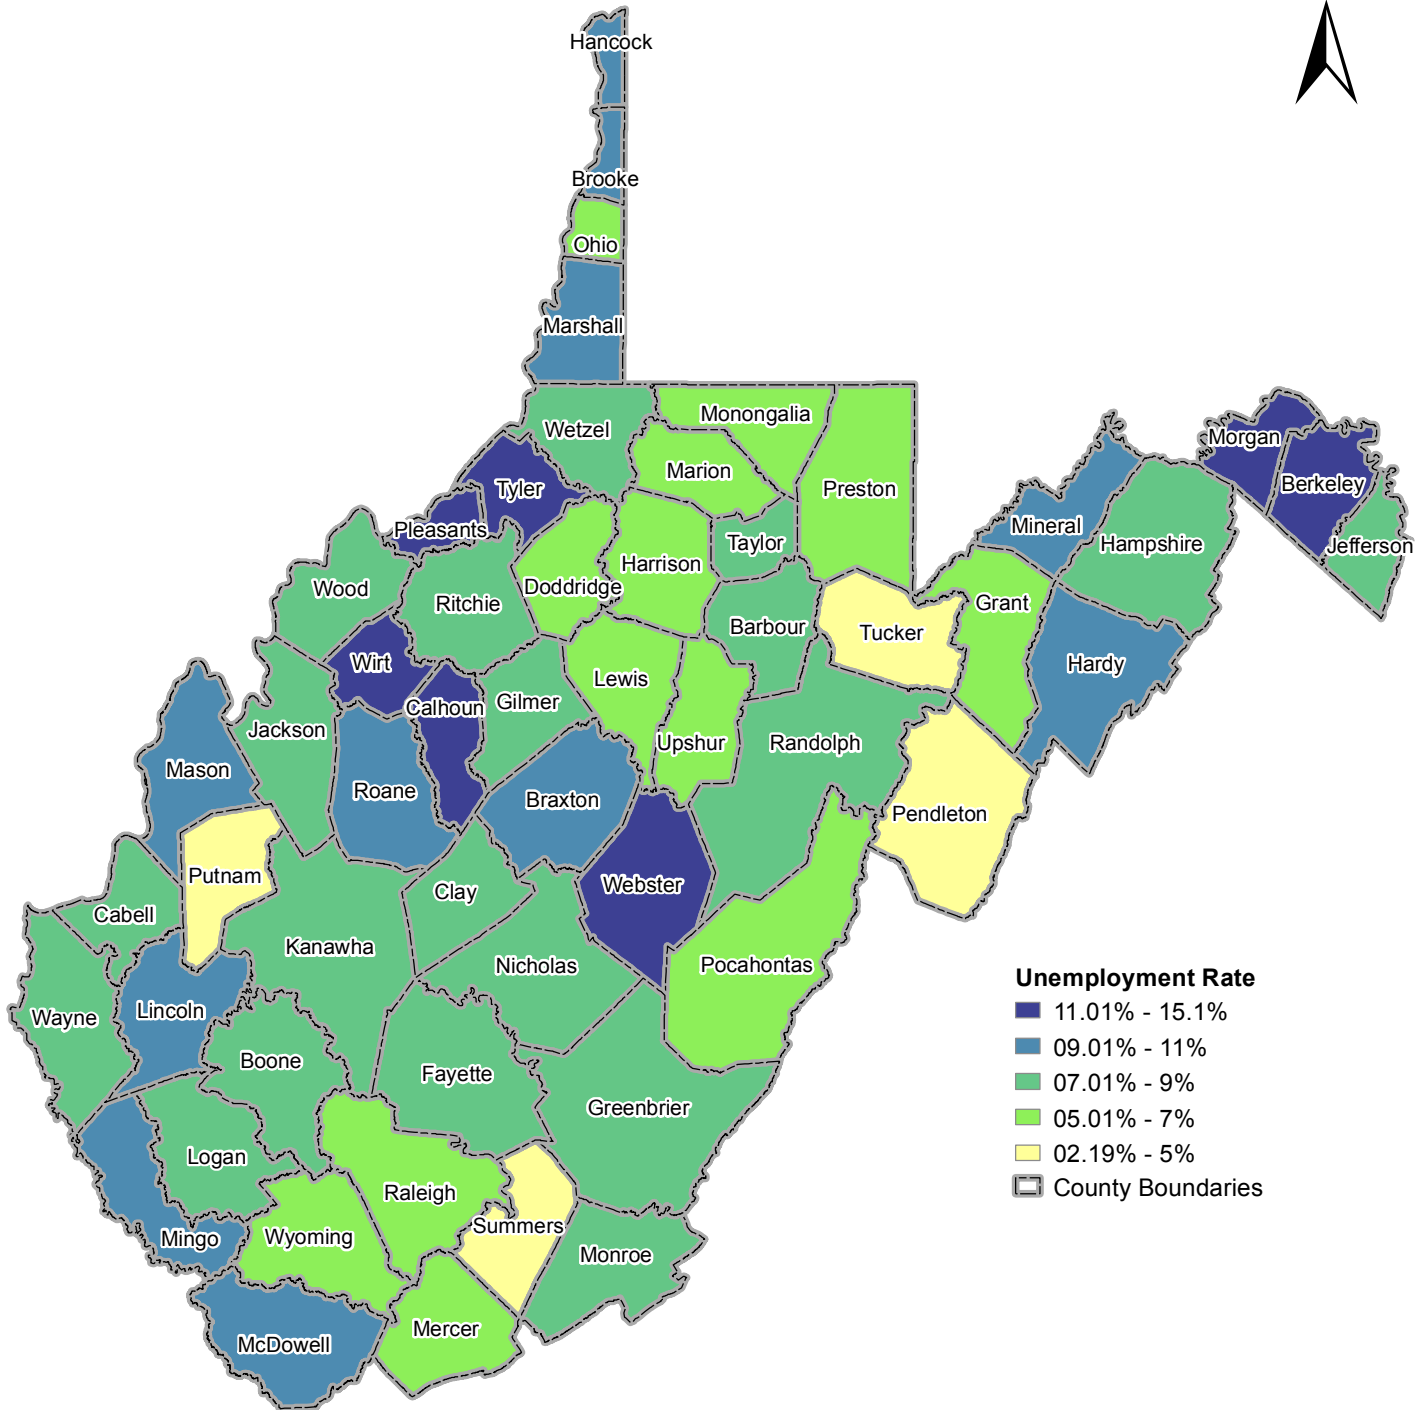 Hancock
Brooke
Ohio
Marshall
Wetzel
Monongalia
Marion
Preston
Morgan
Berkeley
Jefferson
Tyler
Pleasants
Mineral
Hampshire
Taylor
Harrison
Doddridge
Wood
Ritchie
Grant
Barbour
Tucker
Wirt
Hardy
Lewis
Calhoun
Gilmer
Jackson
Upshur
Randolph
Mason
Roane
Braxton
Pendleton
Putnam
Webster
Clay
Cabell
Kanawha
Nicholas
Pocahontas
Lincoln
Wayne
Boone
Fayette
Greenbrier
Logan
Raleigh
Summers
Mingo
Wyoming
Monroe
Mercer
McDowell
Unemployment Rate
11.01% - 15.1%
09.01% - 11%
07.01% - 9%
05.01% - 7%
02.19% - 5%
County Boundaries